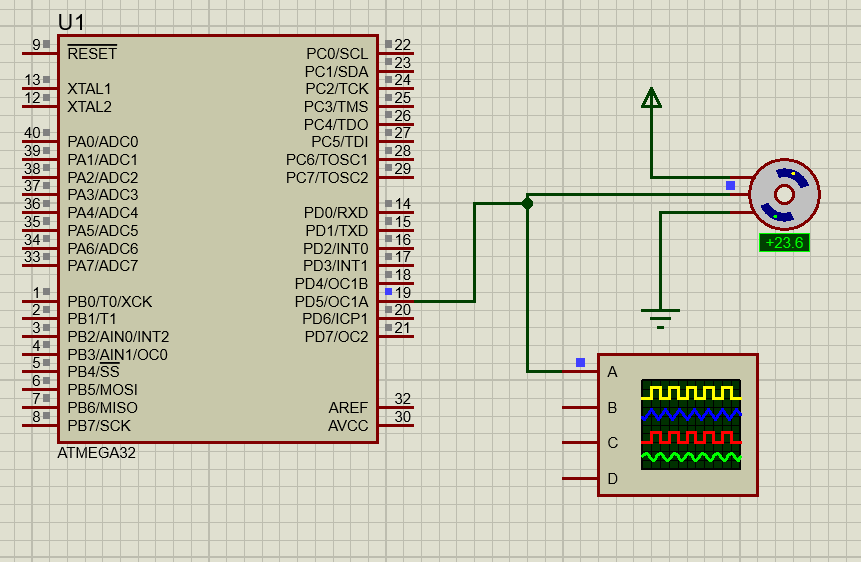 U1
9 RESET PC0/SCL 22
PC1/SDA 23
13 XTAL1 PC2/TCK 24
12 XTAL2 PC3/TMS 25
PC4/TDO 26
40 PA0/ADC0 PC5/TDI 27
39 PA1/ADC1 PC6/TOSC1 28
38 PA2/ADC2 PC7/TOSC2 29
37 PA3/ADC3
36 PA4/ADC4 PD0/RXD 14
35 PA5/ADC5 PD1/TXD 15
34 PA6/ADC6 PD2/INT0 16
33 PA7/ADC7 PD3/INT1 17
PD4/OC1B 18
1 PB0/T0/XCK PD5/OC1A 19
2 PB1/T1 PD6/ICP1 20
3 PB2/AIN0/INT2 PD7/OC2 21
4 PB3/AIN1/OC0
5 PB4/SS
6 PB5/MOSI
7 PB6/MISO AREF 32
8 PB7/SCK AVCC 30
ATMEGA32
+23.6
A
B
C
D